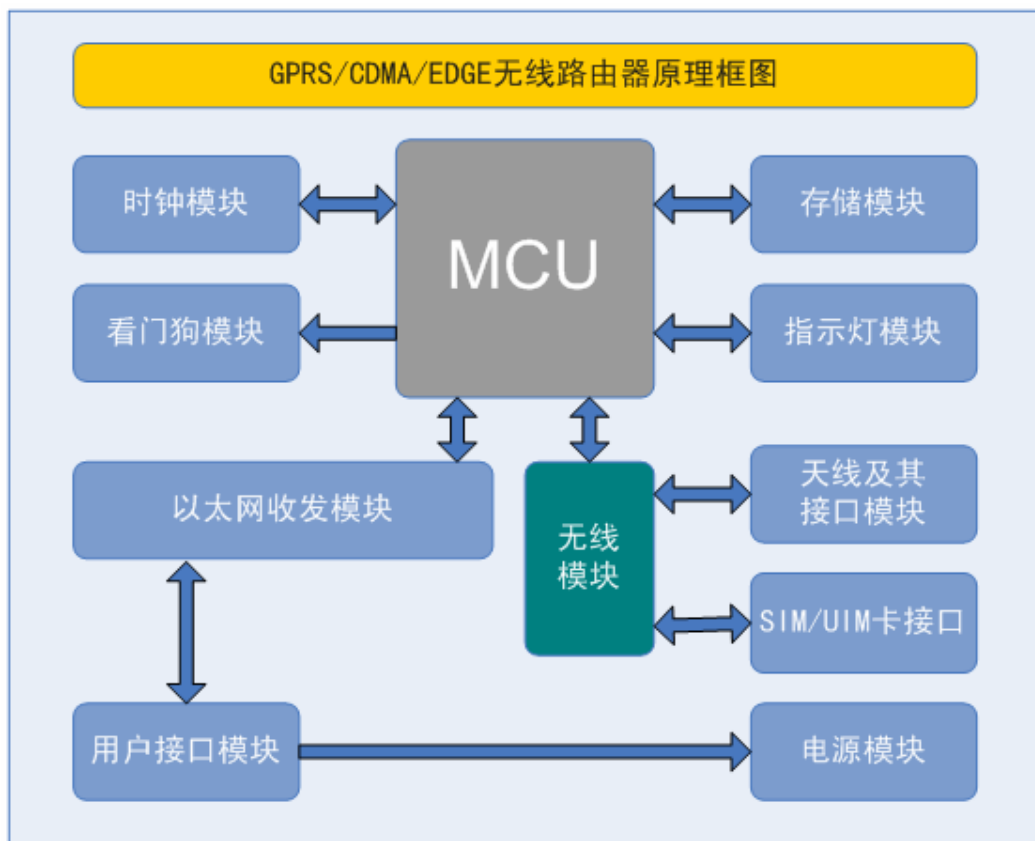 GPRS/CDMA/EDGE无线路由器原理框图
时钟模块
MCU
存储模块
看门狗模块
指示灯模块
以太网收发模块
无线
模块
天线及其
接口模块
SIM/UIM卡接口
用户接口模块
电源模块